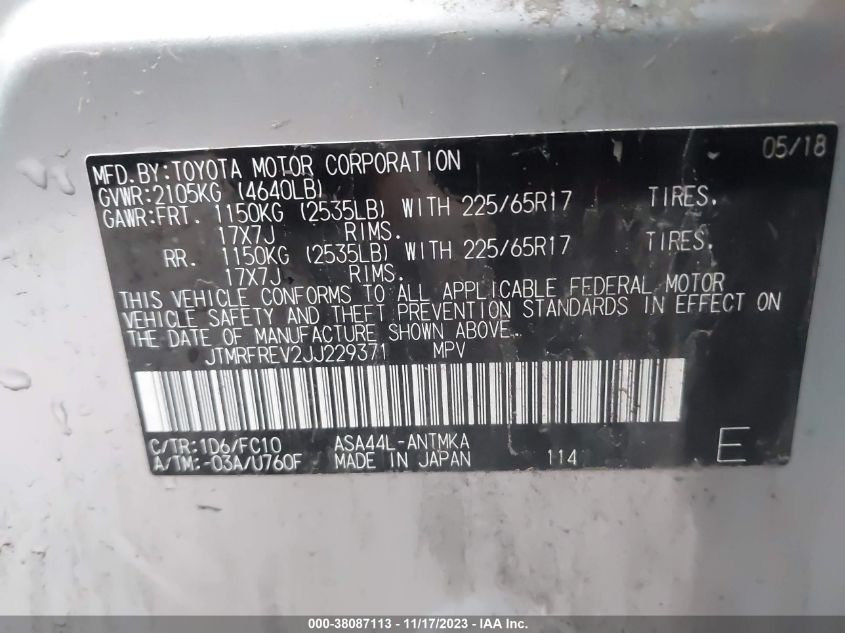 MFD.BY:TOYOTA MOTOR CORPORATION 05/18
GVWR:2105KG (4640LB)
GAWR:FRT. 1150KG (2535LB) WITH 225/65R17 TIRES.
17X7J RIMS.
RR. 1150KG (2535LB) WITH 225/65R17 TIRES.
17X7J RIMS.
THIS VEHICLE CONFORMS TO ALL APPLICABLE FEDERAL MOTOR
VEHICLE SAFETY AND THEFT PREVENTION STANDARDS IN EFFECT ON
THE DATE OF MANUFACTURE SHOWN ABOVE.
JTMRFREV2JJ229371 MPV
C/TR:1D6/FC10 ASA44L-ANTMKA
A/TM:-03A/U760F MADE IN JAPAN 114 E
000-38087113 - 11/17/2023 - IAAI.com